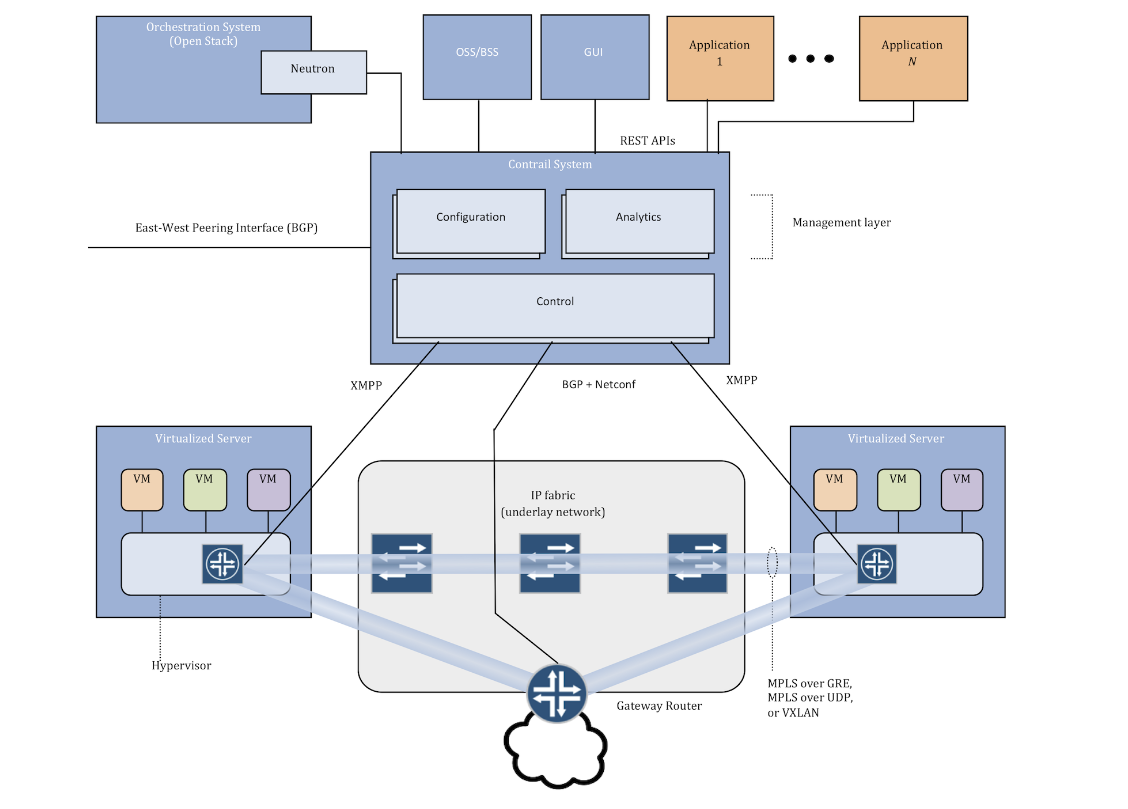 Orchestration System
(Open Stack)
Neutron
OSS/BSS
GUI
Application
1
Application
N
REST APIs
Contrail System
Configuration
Analytics
Management layer
East-West Peering Interface (BGP)
Control
XMPP
BGP + Netconf
XMPP
Virtualized Server
VM
VM
VM
Virtualized Server
VM
VM
VM
IP fabric
(underlay network)
Hypervisor
Gateway Router
MPLS over GRE,
MPLS over UDP,
or VXLAN